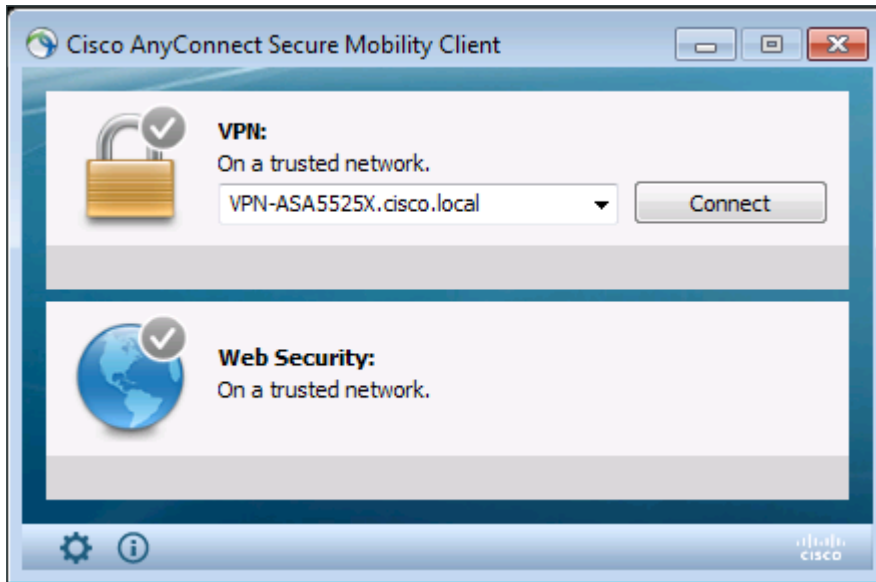 Cisco AnyConnect Secure Mobility Client
VPN:
On a trusted network.
VPN-ASA5525X.cisco.local
Connect
Web Security:
On a trusted network.
CISCO